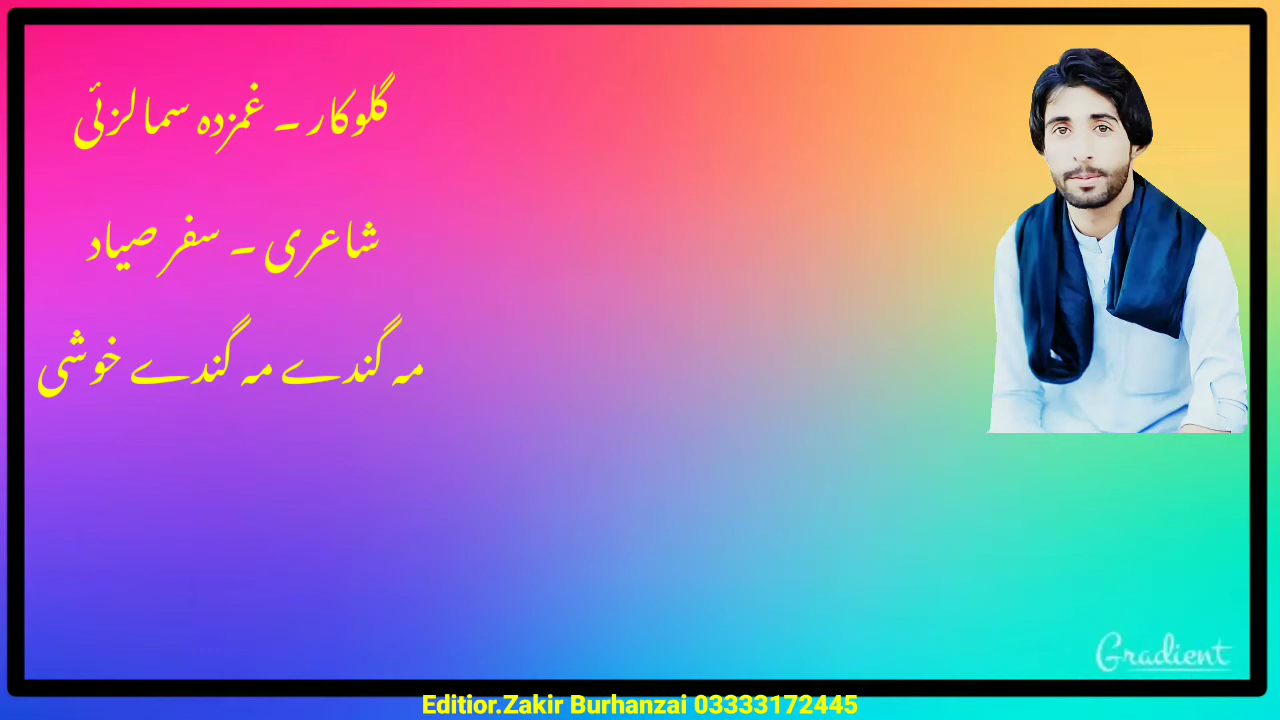 گلوکار ۔ غمزدہ سمالزئی
شاعری ۔ سفر صیاد
مہ گندے مہ گندے خوشی
Gradient
Editior.Zakir Burhanzai 03333172445